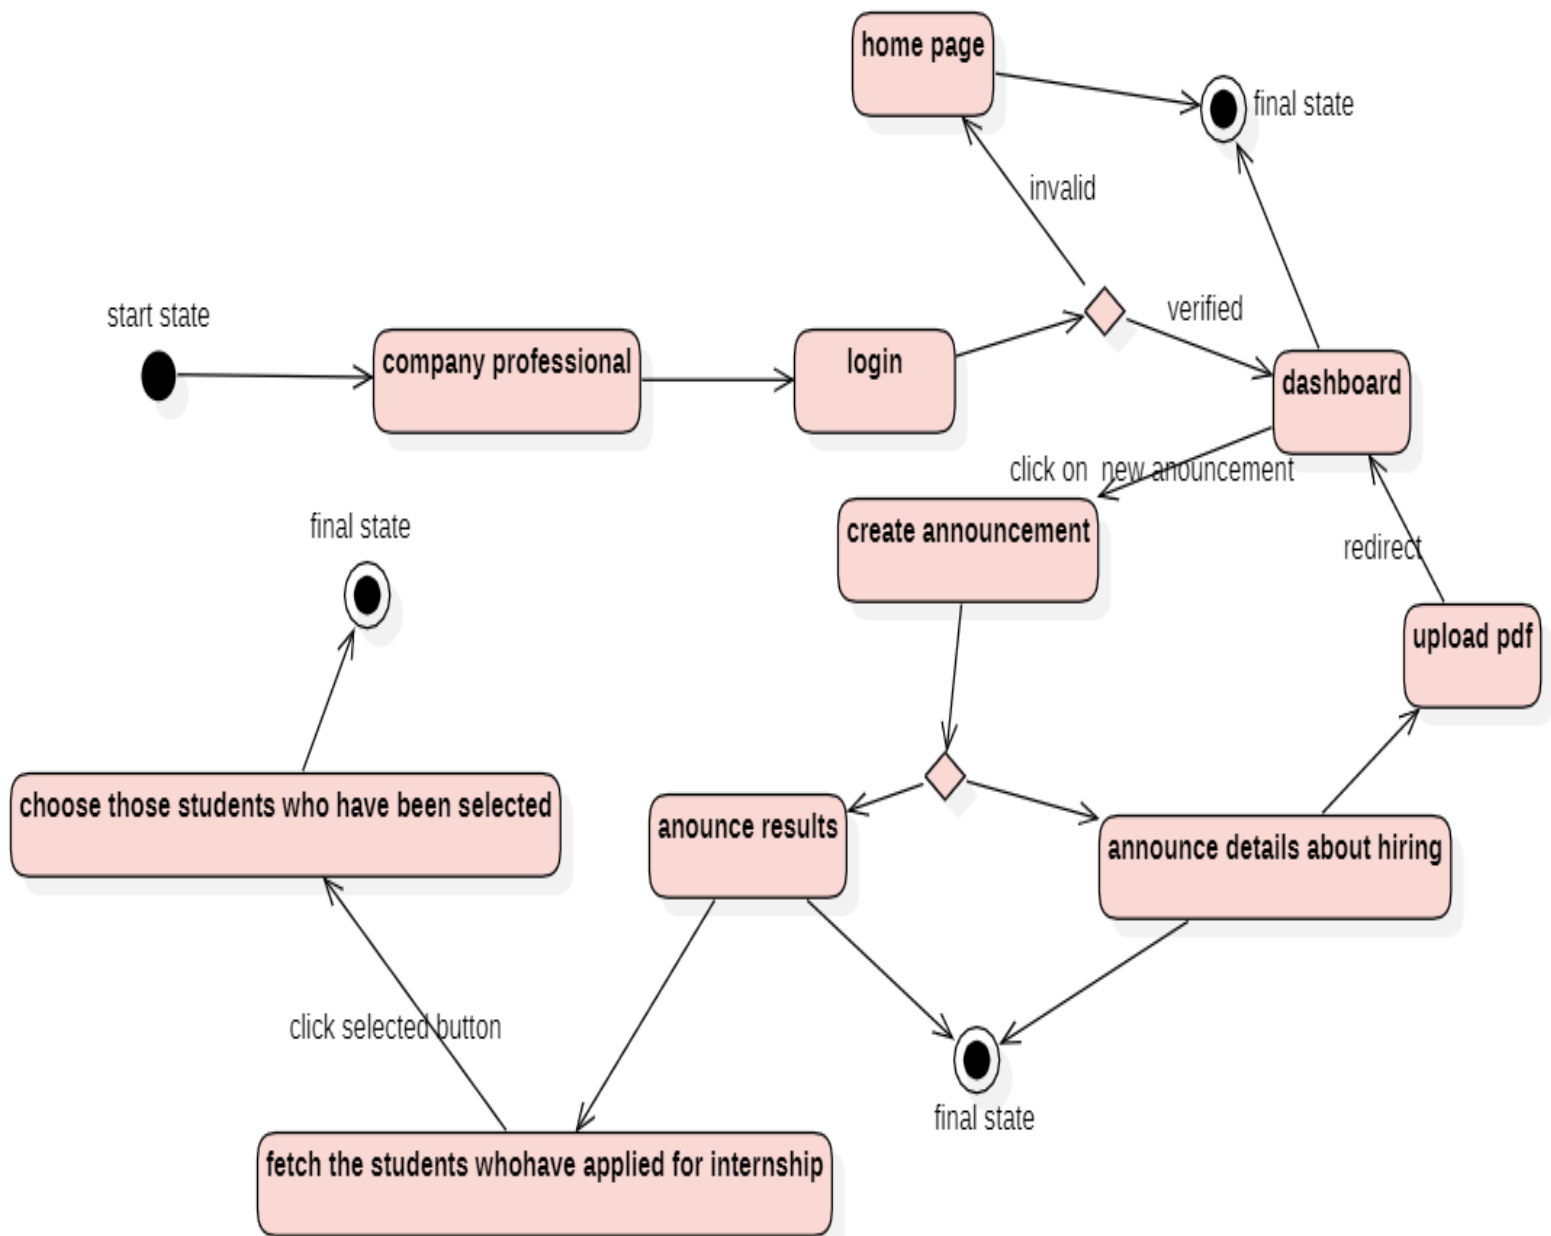 home page
final state
invalid
start state
verified
company professional
login
dashboard
click on  new anouncement
final state
create announcement
redirect
upload pdf
choose those students who have been selected
anounce results
announce details about hiring
click selected button
final state
fetch the students whohave applied for internship